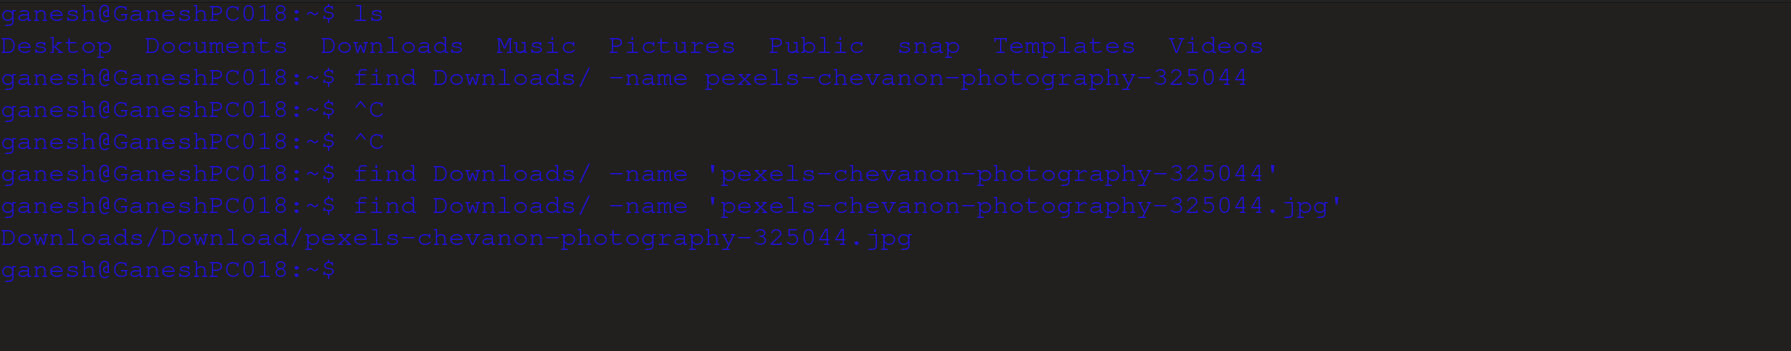 ganesh@GaneshPC018:~$ ls
Desktop  Documents  Downloads  Music  Pictures  Public  snap  Templates  Videos
ganesh@GaneshPC018:~$ find Downloads/ -name pexels-chevanon-photography-325044
ganesh@GaneshPC018:~$ ^C
ganesh@GaneshPC018:~$ ^C
ganesh@GaneshPC018:~$ find Downloads/ -name 'pexels-chevanon-photography-325044'
ganesh@GaneshPC018:~$ find Downloads/ -name 'pexels-chevanon-photography-325044.jpg'
Downloads/Download/pexels-chevanon-photography-325044.jpg
ganesh@GaneshPC018:~$